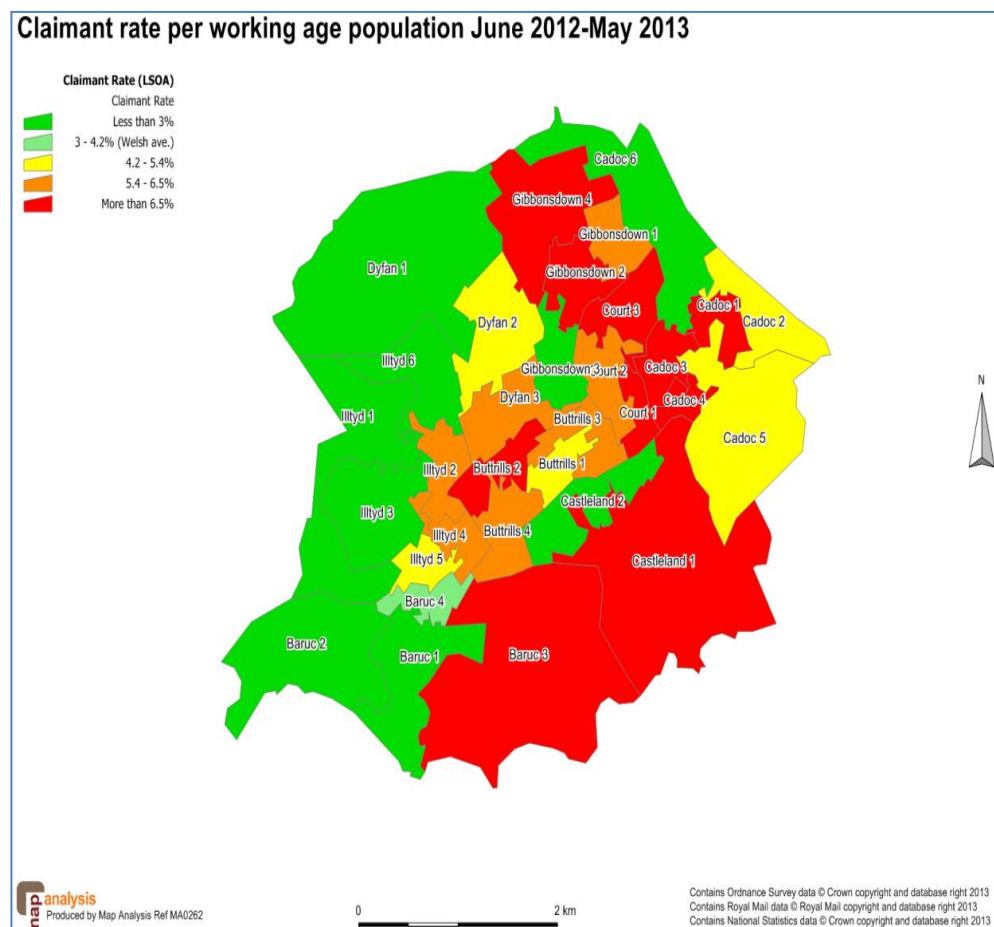 Claimant rate per working age population June 2012-May 2013
Claimant Rate (LSOA)
Claimant Rate
Less than 3%
3 - 4.2% (Welsh ave.)
4.2 - 5.4%
5.4 - 6.5%
More than 6.5%
Cadoc 6
Gibbonsdown 4
Gibbonsdown 1
Dyfan 1
Gibbonsdown 2
Cadoc 1
Court 3
Cadoc 2
Dyfan 2
Illtyd 6
Gibbonsdown 3
Court 2
Cadoc 3
Dyfan 3
Cadoc 4
Illtyd 1
Buttrills 3
Court 1
Cadoc 5
Illtyd 2
Buttrills 2
Buttrills 1
Castleland 2
Illtyd 3
Buttrills 4
Illtyd 4
Illtyd 5
Castleland 1
Baruc 4
Baruc 2
Baruc 1
Baruc 3
N
map analysis
Produced by Map Analysis Ref MA0262
0
2 km
Contains Ordnance Survey data © Crown copyright and database right 2013
Contains Royal Mail data © Royal Mail copyright and database right 2013
Contains National Statistics data © Crown copyright and database right 2013